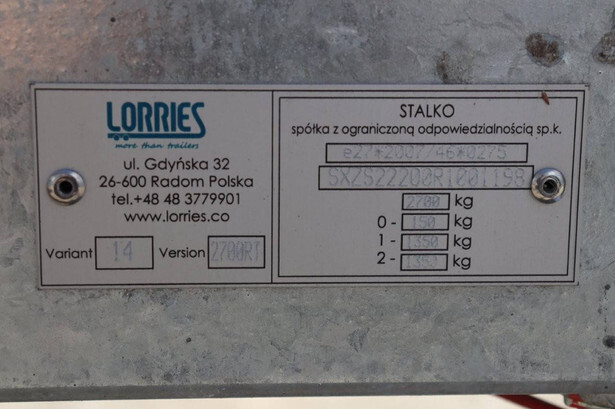 LORRIES
more than trailers
ul. Gdyńska 32
26-600 Radom Polska
tel.+48 48 3779901
www.lorries.co
Variant 14 Version 2700RT
STALKO
spółka z ograniczoną odpowiedzialnością sp.k.
e27*2007/46*0275
SXZS22200R1001198
2700 kg
0 - 150 kg
1 - 1350 kg
2 - 1350 kg